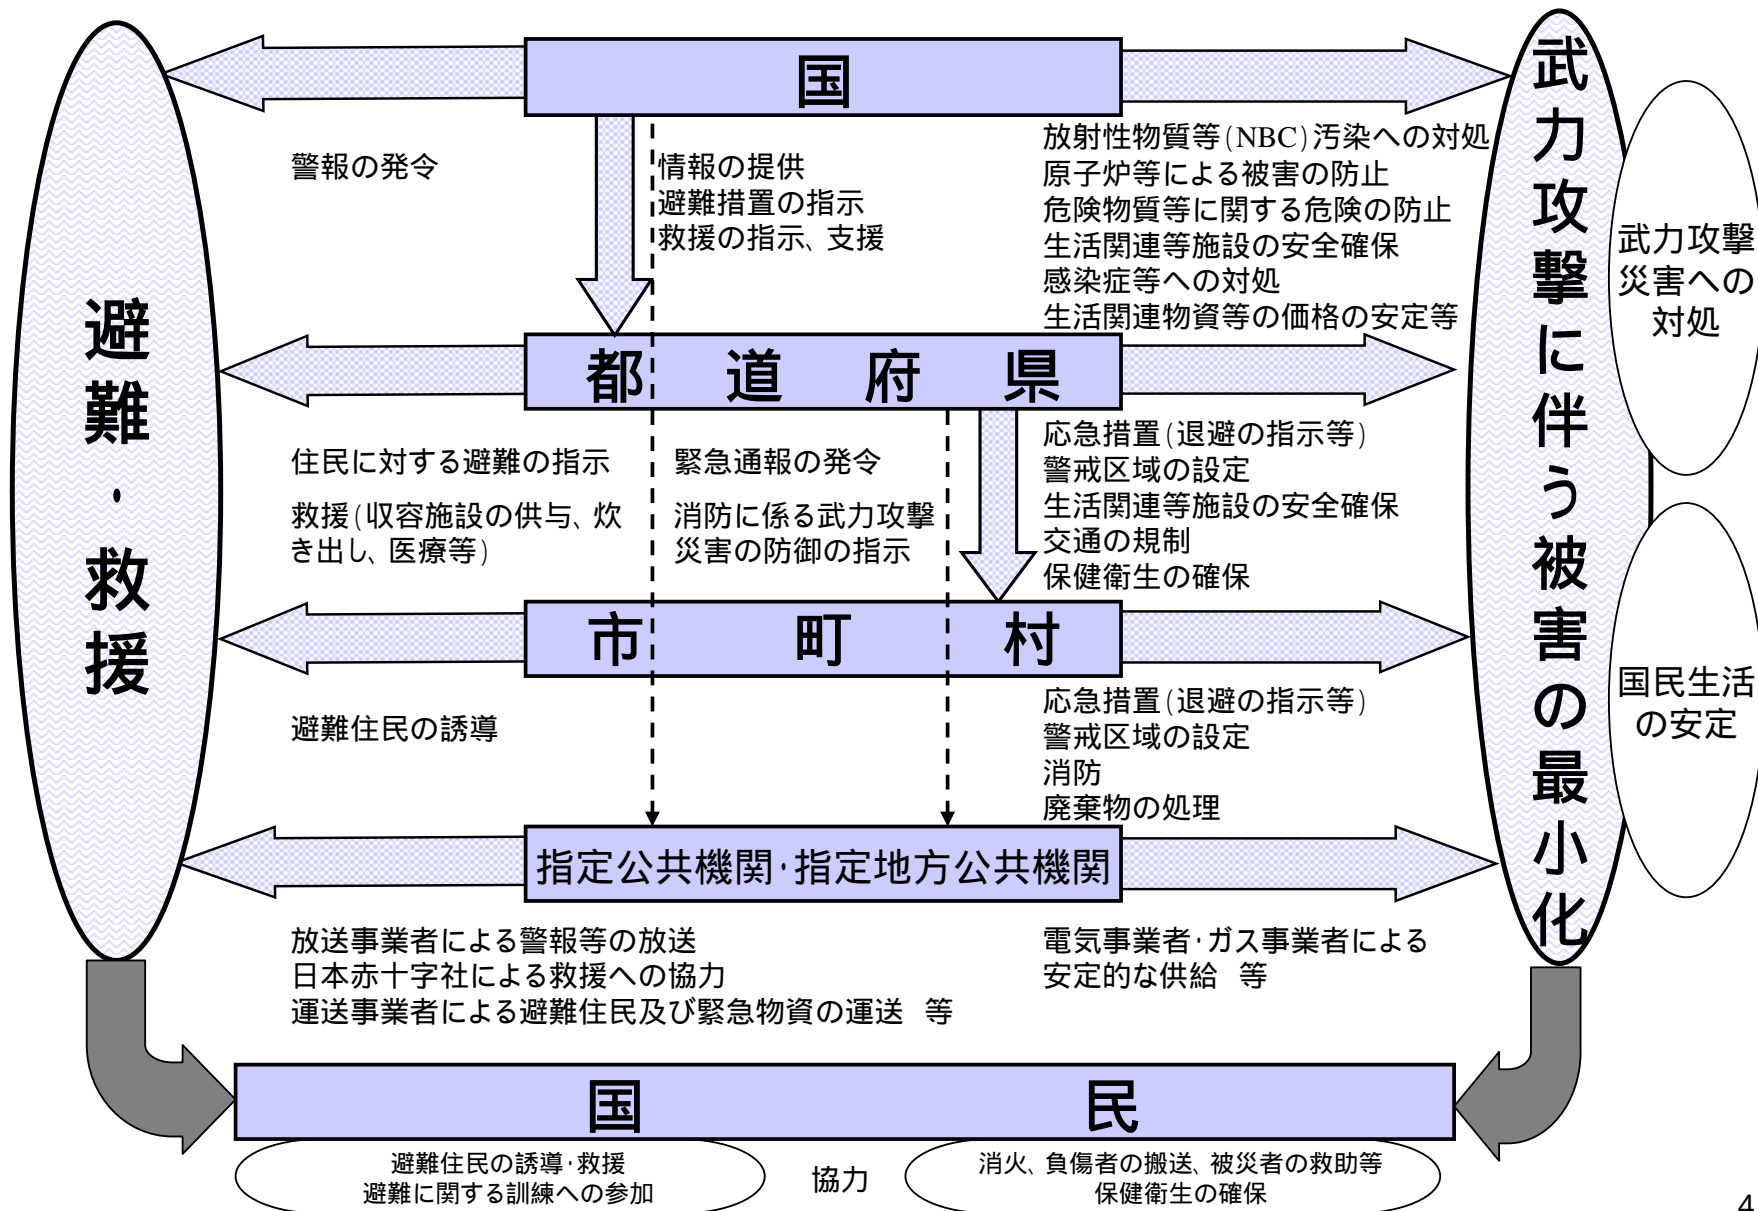 国
警報の発令
情報の提供
避難措置の指示
救援の指示、支援
放射性物質等(NBC)汚染への対処
原子炉等による被害の防止
危険物質等に関する危険の防止
生活関連等施設の安全確保
感染症等への対処
生活関連物資等の価格の安定等
都道府県
住民に対する避難の指示
救援(収容施設の供与、炊
き出し、医療等)
緊急通報の発令
消防に係る武力攻撃
災害の防御の指示
応急措置(退避の指示等)
警戒区域の設定
生活関連等施設の安全確保
交通の規制
保健衛生の確保
市町村
避難住民の誘導
応急措置(退避の指示等)
警戒区域の設定
消防
廃棄物の処理
指定公共機関・指定地方公共機関
放送事業者による警報等の放送
日本赤十字社による救援への協力
運送事業者による避難住民及び緊急物資の運送 等
電気事業者・ガス事業者による
安定的な供給 等
避難・救援
武力攻撃に伴う被害の最小化
武力攻撃
災害への
対処
国民生活
の安定
国民
避難住民の誘導・救援
避難に関する訓練への参加
協力
消火、負傷者の搬送、被災者の救助等
保健衛生の確保
4